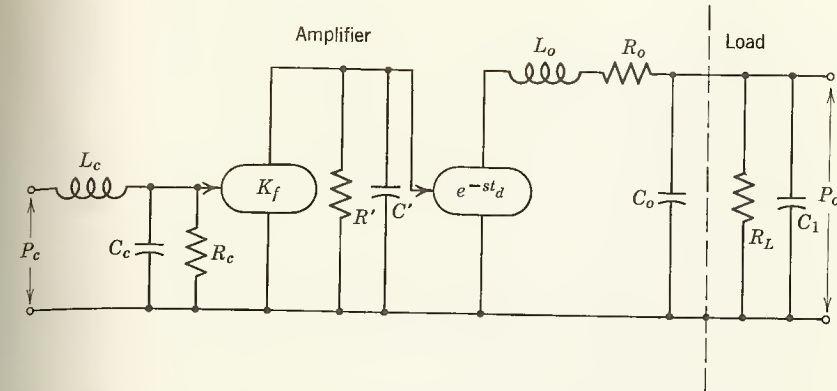 Amplifier
Load
L_o
R_o
L_c
K_f
R'
C'
e^{-st_d}
C_o
R_L
C_1
P_o
P_c
C_c
R_c